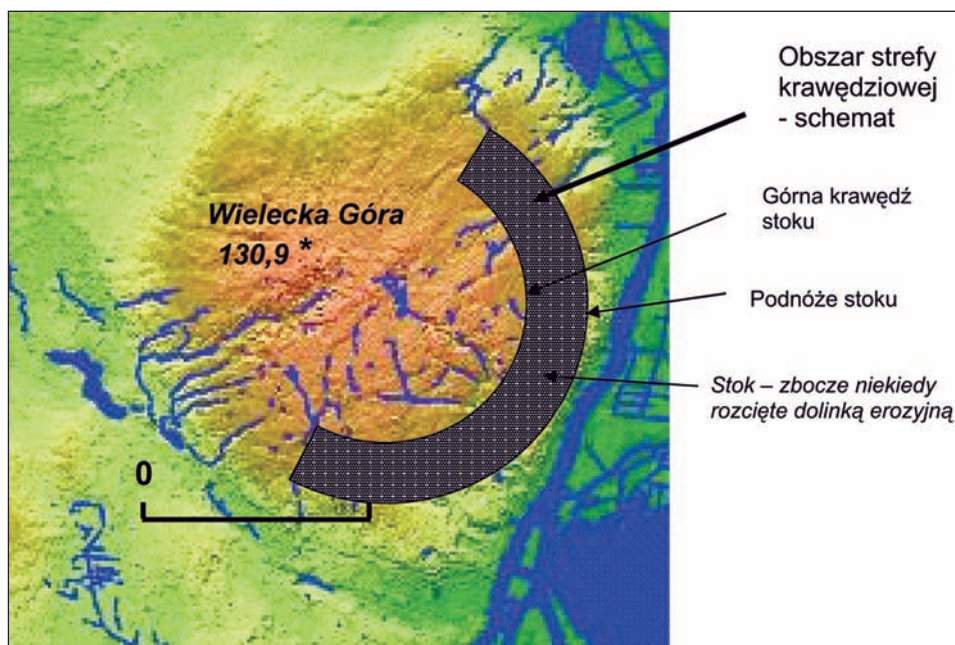 Obszar strefy
krawędziowej
- schemat
Górna krawędź
stoku
Wielecka Góra
130,9 *
Podnóże stoku
Stok – zbocze niekiedy
rozcięte dolinką erozyjną
0